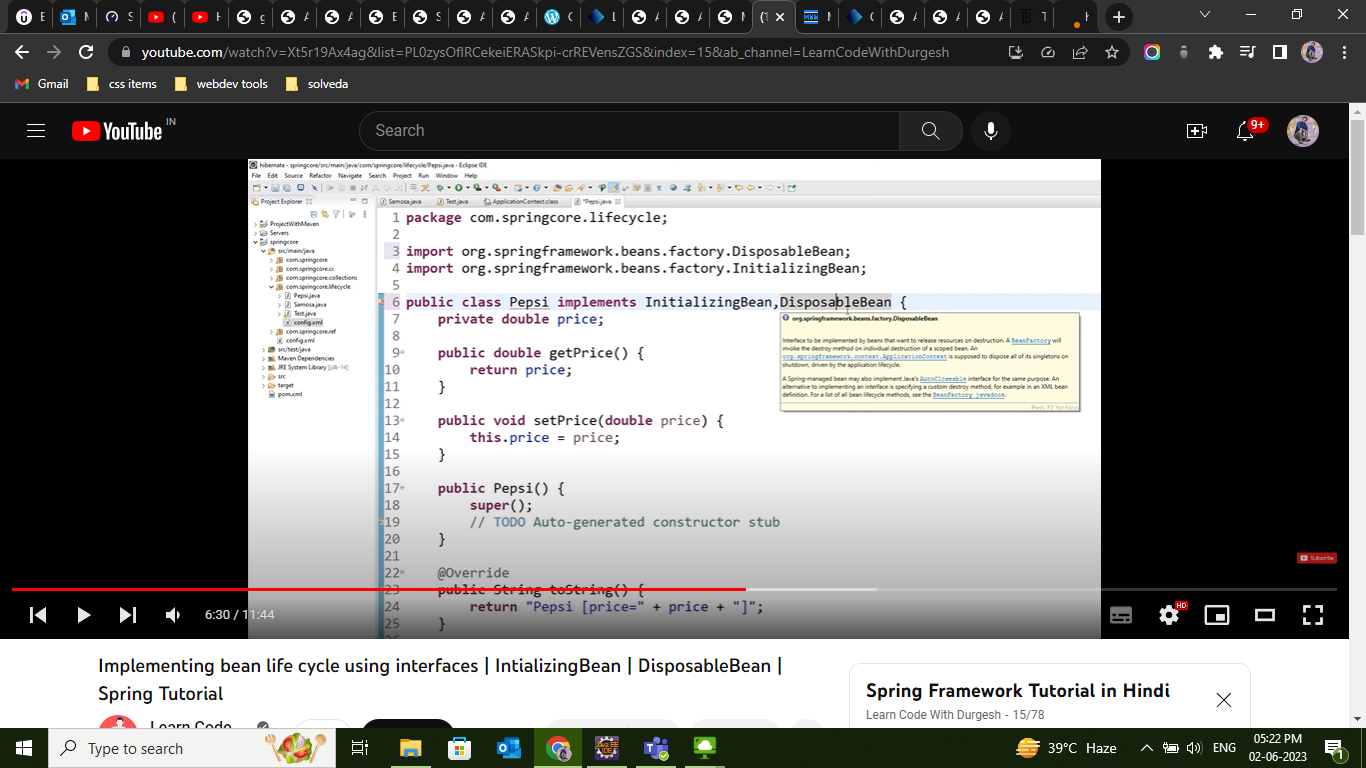 youtube.com/watch?v=Xt5r19Ax4ag&list=PL0zysOflRCekeiERASkpi-crREVensZGS&index=15&ab_channel=LearnCodeWithDurgesh
Gmail
css items
webdev tools
solveda
YouTube IN
Search
9+
hibernate - springcore/src/main/java/com/springcore/lifecycle/Pepsi.java - Eclipse IDE
File Edit Source Refactor Navigate Search Project Run Window Help
Project Explorer
Samosa.java
Test.java
ApplicationContext.class
*Pepsi.java
ProjectWithMaven
Servers
springcore
src/main/java
com.springcore
com.springcore.ci
com.springcore.collections
com.springcore.lifecycle
Pepsi.java
Samosa.java
Test.java
config.xml
com.springcore.ref
config.xml
src/test/java
Maven Dependencies
JRE System Library [jdk-14]
src
target
pom.xml
1 package com.springcore.lifecycle;
2
3 import org.springframework.beans.factory.DisposableBean;
4 import org.springframework.beans.factory.InitializingBean;
5
6 public class Pepsi implements InitializingBean,DisposableBean {
7 private double price;
8
9 public double getPrice() {
10 return price;
11 }
12
13 public void setPrice(double price) {
14 this.price = price;
15 }
16
17 public Pepsi() {
18 super();
19 // TODO Auto-generated constructor stub
20 }
21
22 @Override
23 public String toString() {
24 return "Pepsi [price=" + price + "]";
25 }
org.springframework.beans.factory.DisposableBean
Interface to be implemented by beans that want to release resources on destruction. A BeanFactory will
invoke the destroy method on individual destruction of a scoped bean. An
org.springframework.context.ApplicationContext is supposed to dispose all of its singletons on
shutdown, driven by the application lifecycle.
A Spring-managed bean may also implement Java's AutoCloseable interface for the same purpose. An
alternative to implementing an interface is specifying a custom destroy method, for example in an XML bean
definition. For a list of all bean lifecycle methods, see the BeanFactory javadocs.
Press 'F2' for focus
Subscribe
6:30 / 11:44
HD
Implementing bean life cycle using interfaces | IntializingBean | DisposableBean |
Spring Tutorial
Learn Code
Spring Framework Tutorial in Hindi
Learn Code With Durgesh - 15/78
Type to search
39°C Haze
ENG
05:22 PM
02-06-2023
1